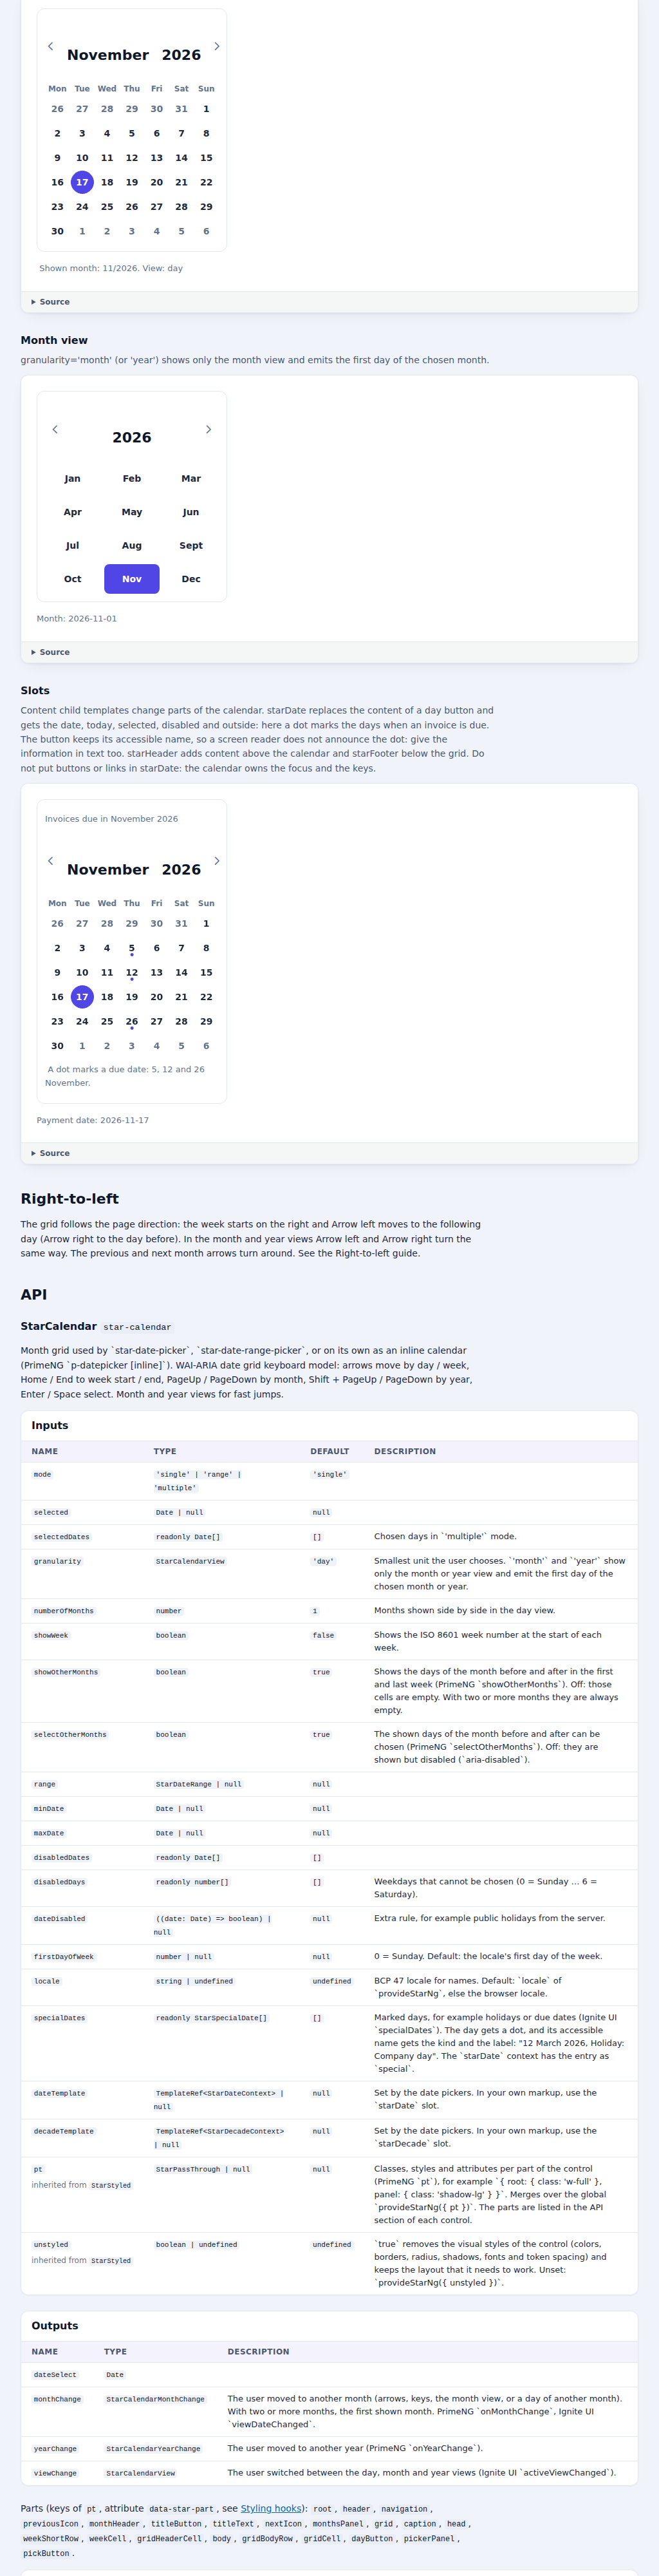 November 2026
Mon Tue Wed Thu Fri Sat Sun
26 27 28 29 30 31 1
2 3 4 5 6 7 8
9 10 11 12 13 14 15
16 17 18 19 20 21 22
23 24 25 26 27 28 29
30 1 2 3 4 5 6
Shown month: 11/2026. View: day
Source
Month view
granularity='month' (or 'year') shows only the month view and emits the first day of the chosen month.
2026
Jan Feb Mar
Apr May Jun
Jul Aug Sept
Oct Nov Dec
Month: 2026-11-01
Source
Slots
Content child templates change parts of the calendar. starDate replaces the content of a day button and
gets the date, today, selected, disabled and outside: here a dot marks the days when an invoice is due.
The button keeps its accessible name, so a screen reader does not announce the dot: give the
information in text too. starHeader adds content above the calendar and starFooter below the grid. Do
not put buttons or links in starDate: the calendar owns the focus and the keys.
Invoices due in November 2026
November 2026
Mon Tue Wed Thu Fri Sat Sun
26 27 28 29 30 31 1
2 3 4 5 6 7 8
9 10 11 12 13 14 15
16 17 18 19 20 21 22
23 24 25 26 27 28 29
30 1 2 3 4 5 6
A dot marks a due date: 5, 12 and 26
November.
Payment date: 2026-11-17
Source
Right-to-left
The grid follows the page direction: the week starts on the right and Arrow left moves to the following
day (Arrow right to the day before). In the month and year views Arrow left and Arrow right turn the
same way. The previous and next month arrows turn around. See the Right-to-left guide.
API
StarCalendar star-calendar
Month grid used by `star-date-picker`, `star-date-range-picker`, or on its own as an inline calendar
(PrimeNG `p-datepicker [inline]`). WAI-ARIA date grid keyboard model: arrows move by day / week,
Home / End to week start / end, PageUp / PageDown by month, Shift + PageUp / PageDown by year,
Enter / Space select. Month and year views for fast jumps.
Inputs
NAME TYPE DEFAULT DESCRIPTION
mode 'single' | 'range' | 'single'
'multiple'
selected Date | null null
selectedDates readonly Date[] [] Chosen days in `'multiple'` mode.
granularity StarCalendarView 'day' Smallest unit the user chooses. `'month'` and `'year'` show
only the month or year view and emit the first day of the
chosen month or year.
numberOfMonths number 1 Months shown side by side in the day view.
showWeek boolean false Shows the ISO 8601 week number at the start of each
week.
showOtherMonths boolean true Shows the days of the month before and after in the first
and last week (PrimeNG `showOtherMonths`). Off: those
cells are empty. With two or more months they are always
empty.
selectOtherMonths boolean true The shown days of the month before and after can be
chosen (PrimeNG `selectOtherMonths`). Off: they are
shown but disabled (`aria-disabled`).
range StarDateRange | null null
minDate Date | null null
maxDate Date | null null
disabledDates readonly Date[] []
disabledDays readonly number[] [] Weekdays that cannot be chosen (0 = Sunday … 6 =
Saturday).
dateDisabled ((date: Date) => boolean) | null Extra rule, for example public holidays from the server.
null
firstDayOfWeek number | null null 0 = Sunday. Default: the locale's first day of the week.
locale string | undefined undefined BCP 47 locale for names. Default: `locale` of
`provideStarNg`, else the browser locale.
specialDates readonly StarSpecialDate[] [] Marked days, for example holidays or due dates (Ignite UI
`specialDates`). The day gets a dot, and its accessible
name gets the kind and the label: "12 March 2026, Holiday:
Company day". The `starDate` context has the entry as
`special`.
dateTemplate TemplateRef<StarDateContext> | null Set by the date pickers. In your own markup, use the
null `starDate` slot.
decadeTemplate TemplateRef<StarDecadeContext> null Set by the date pickers. In your own markup, use the
| null `starDecade` slot.
pt StarPassThrough | null null Classes, styles and attributes per part of the control
inherited from StarStyled (PrimeNG `pt`), for example `{ root: { class: 'w-full' },
panel: { class: 'shadow-lg' } }`. Merges over the global
`provideStarNg({ pt })`. The parts are listed in the API
section of each control.
unstyled boolean | undefined undefined `true` removes the visual styles of the control (colors,
inherited from StarStyled borders, radius, shadows, fonts and token spacing) and
keeps the layout that it needs to work. Unset:
`provideStarNg({ unstyled })`.
Outputs
NAME TYPE DESCRIPTION
dateSelect Date
monthChange StarCalendarMonthChange The user moved to another month (arrows, keys, the month view, or a day of another month).
With two or more months, the first shown month. PrimeNG `onMonthChange`, Ignite UI
`viewDateChanged`.
yearChange StarCalendarYearChange The user moved to another year (PrimeNG `onYearChange`).
viewChange StarCalendarView The user switched between the day, month and year views (Ignite UI `activeViewChanged`).
Parts (keys of pt, attribute data-star-part, see Styling hooks): root, header, navigation,
previousIcon, monthHeader, titleButton, titleText, nextIcon, monthsPanel, grid, caption, head,
weekShortRow, weekCell, gridHeaderCell, body, gridBodyRow, gridCell, dayButton, pickerPanel,
pickButton.